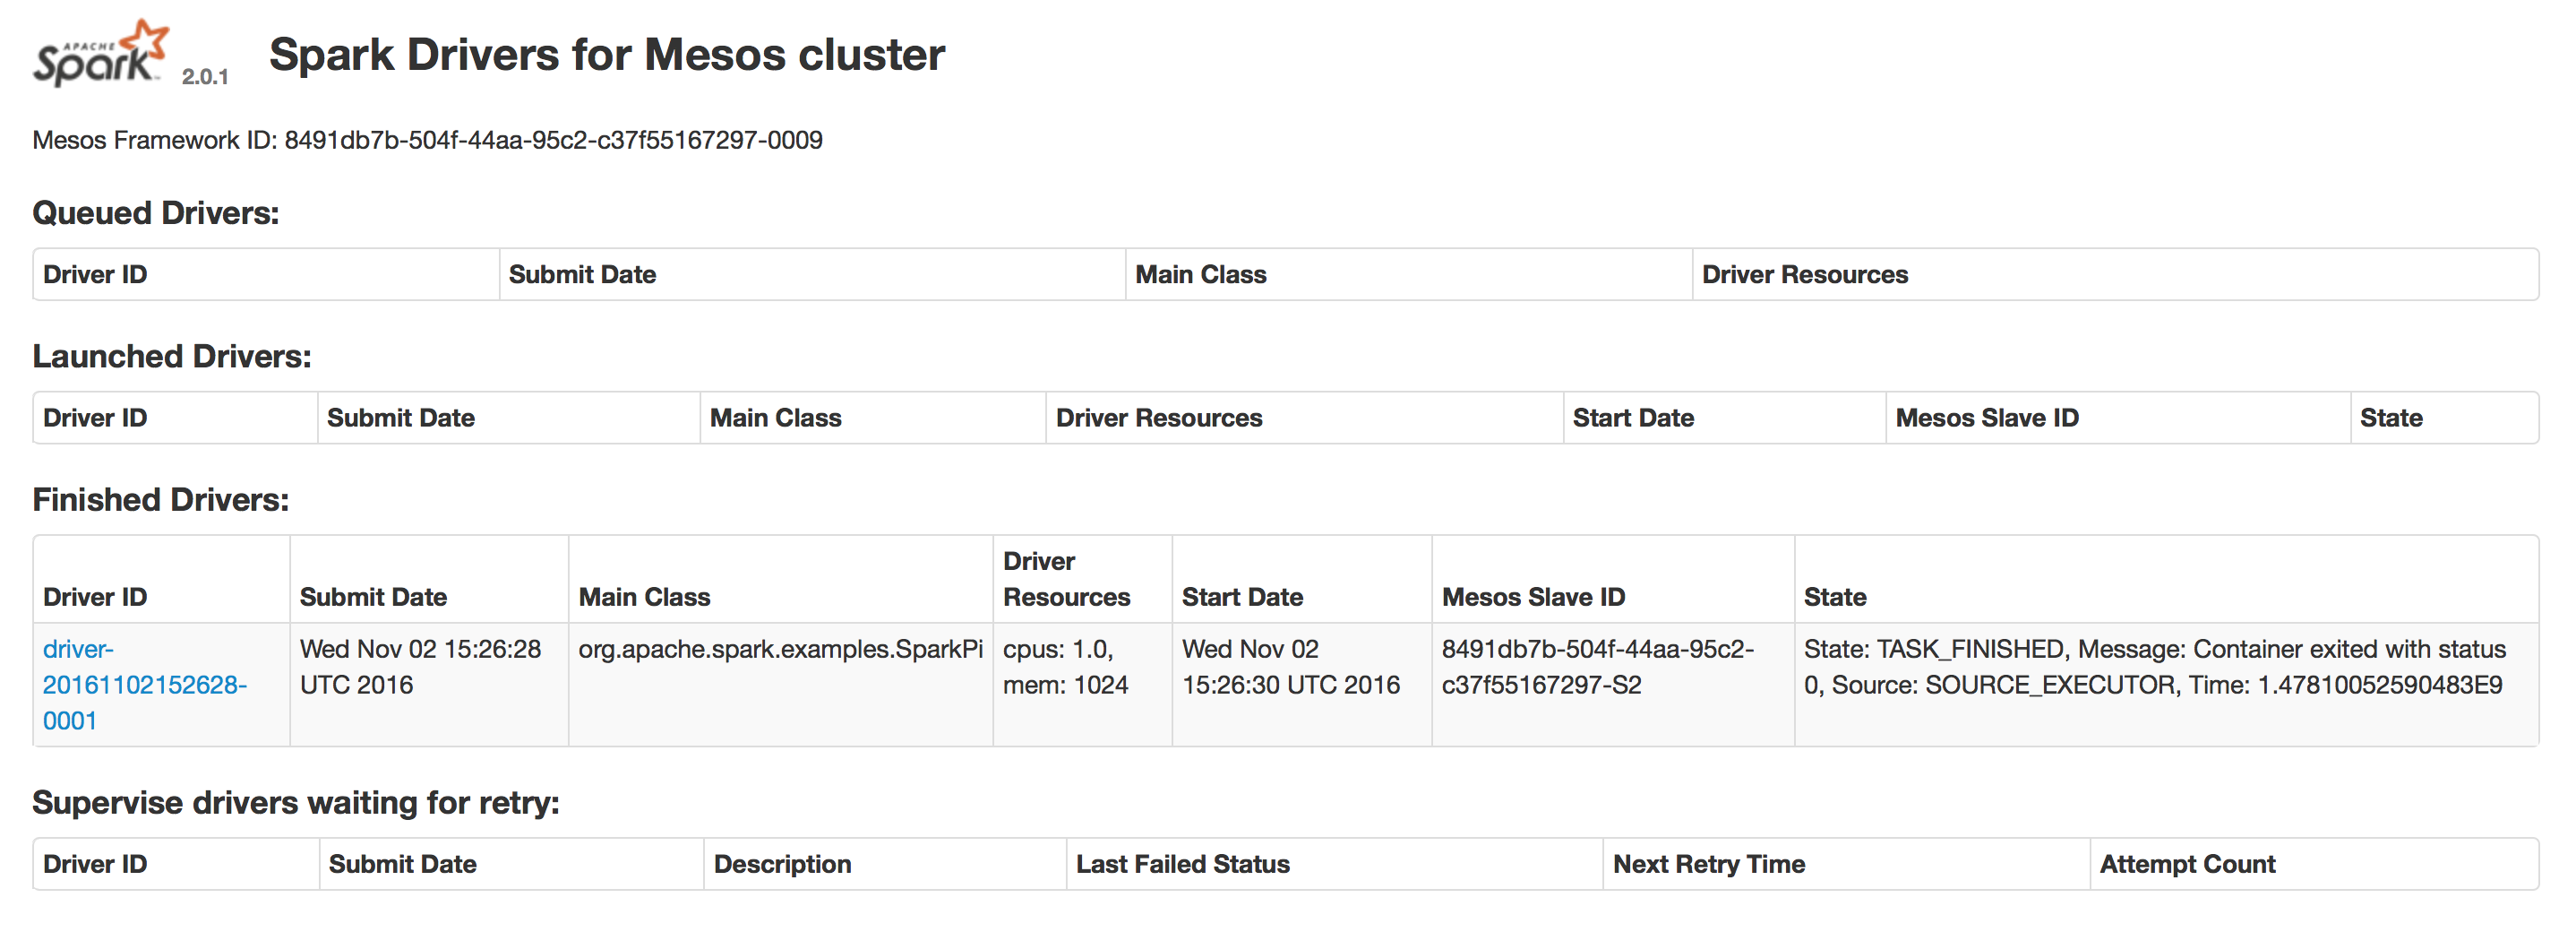 APACHE
Spark 2.0.1 Spark Drivers for Mesos cluster
Mesos Framework ID: 8491db7b-504f-44aa-95c2-c37f55167297-0009
Queued Drivers:
Driver ID Submit Date Main Class Driver Resources
Launched Drivers:
Driver ID Submit Date Main Class Driver Resources Start Date Mesos Slave ID State
Finished Drivers:
Driver ID Submit Date Main Class Driver Resources Start Date Mesos Slave ID State
driver-
20161102152628-
0001
Wed Nov 02 15:26:28
UTC 2016
org.apache.spark.examples.SparkPi
cpus: 1.0,
mem: 1024
Wed Nov 02
15:26:30 UTC 2016
8491db7b-504f-44aa-95c2-
c37f55167297-S2
State: TASK_FINISHED, Message: Container exited with status
0, Source: SOURCE_EXECUTOR, Time: 1.47810052590483E9
Supervise drivers waiting for retry:
Driver ID Submit Date Description Last Failed Status Next Retry Time Attempt Count